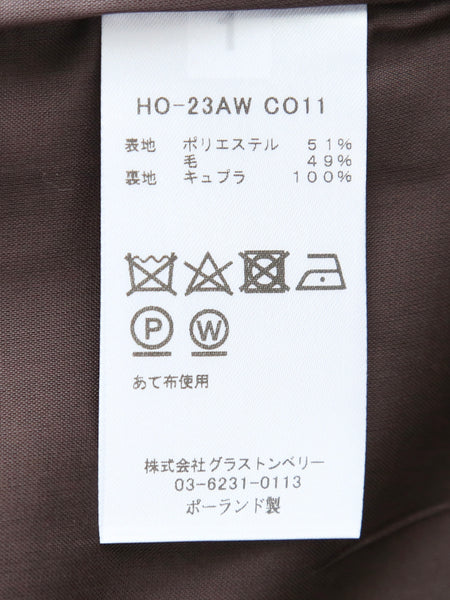 1
HO-23AW CO11
表地 ポリエステル 51%
毛 49%
裏地 キュプラ 100%
P W
あて布使用
株式会社グラストンベリー
03-6231-0113
ポーランド製